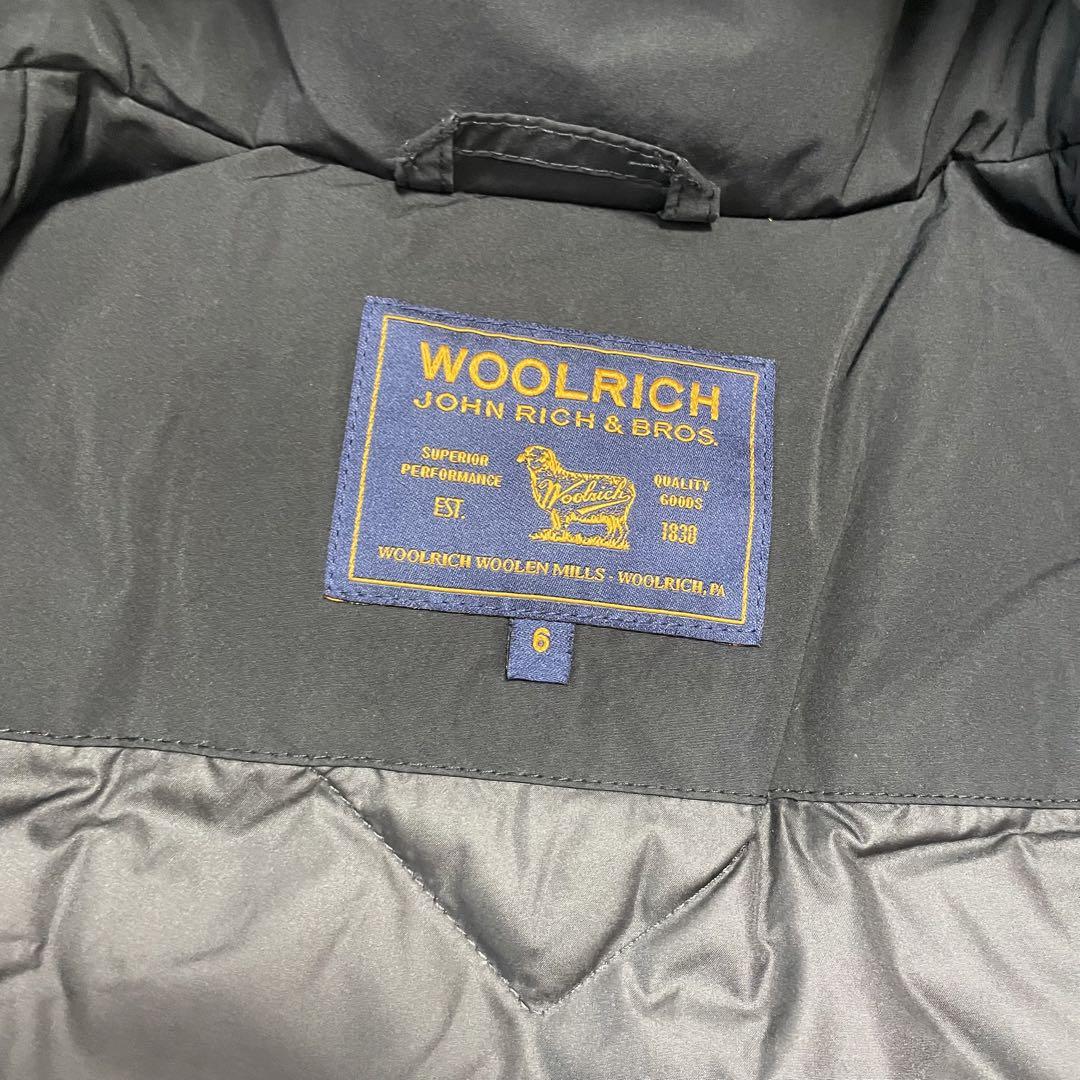 WOOLRICH
JOHN RICH & BROS.
SUPERIOR
PERFORMANCE
EST.
Woolrich
QUALITY
GOODS
1830
WOOLRICH WOOLEN MILLS - WOOLRICH, PA
6